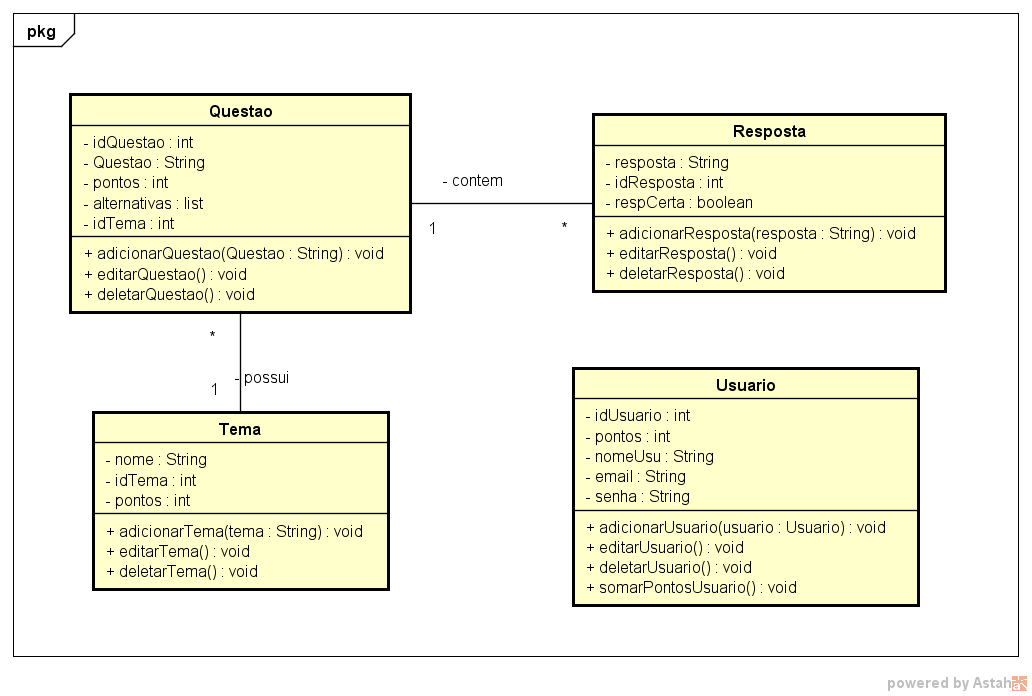 pkg
Questao
- idQuestao : int
- Questao : String
- pontos : int
- alternativas : list
- idTema : int
+ adicionarQuestao(Questao : String) : void
+ editarQuestao() : void
+ deletarQuestao() : void
- contem
1
*
Resposta
- resposta : String
- idResposta : int
- respCerta : boolean
+ adicionarResposta(resposta : String) : void
+ editarResposta() : void
+ deletarResposta() : void
*
1
- possui
Tema
- nome : String
- idTema : int
- pontos : int
+ adicionarTema(tema : String) : void
+ editarTema() : void
+ deletarTema() : void
Usuario
- idUsuario : int
- pontos : int
- nomeUsu : String
- email : String
- senha : String
+ adicionarUsuario(usuario : Usuario) : void
+ editarUsuario() : void
+ deletarUsuario() : void
+ somarPontosUsuario() : void
powered by Astah